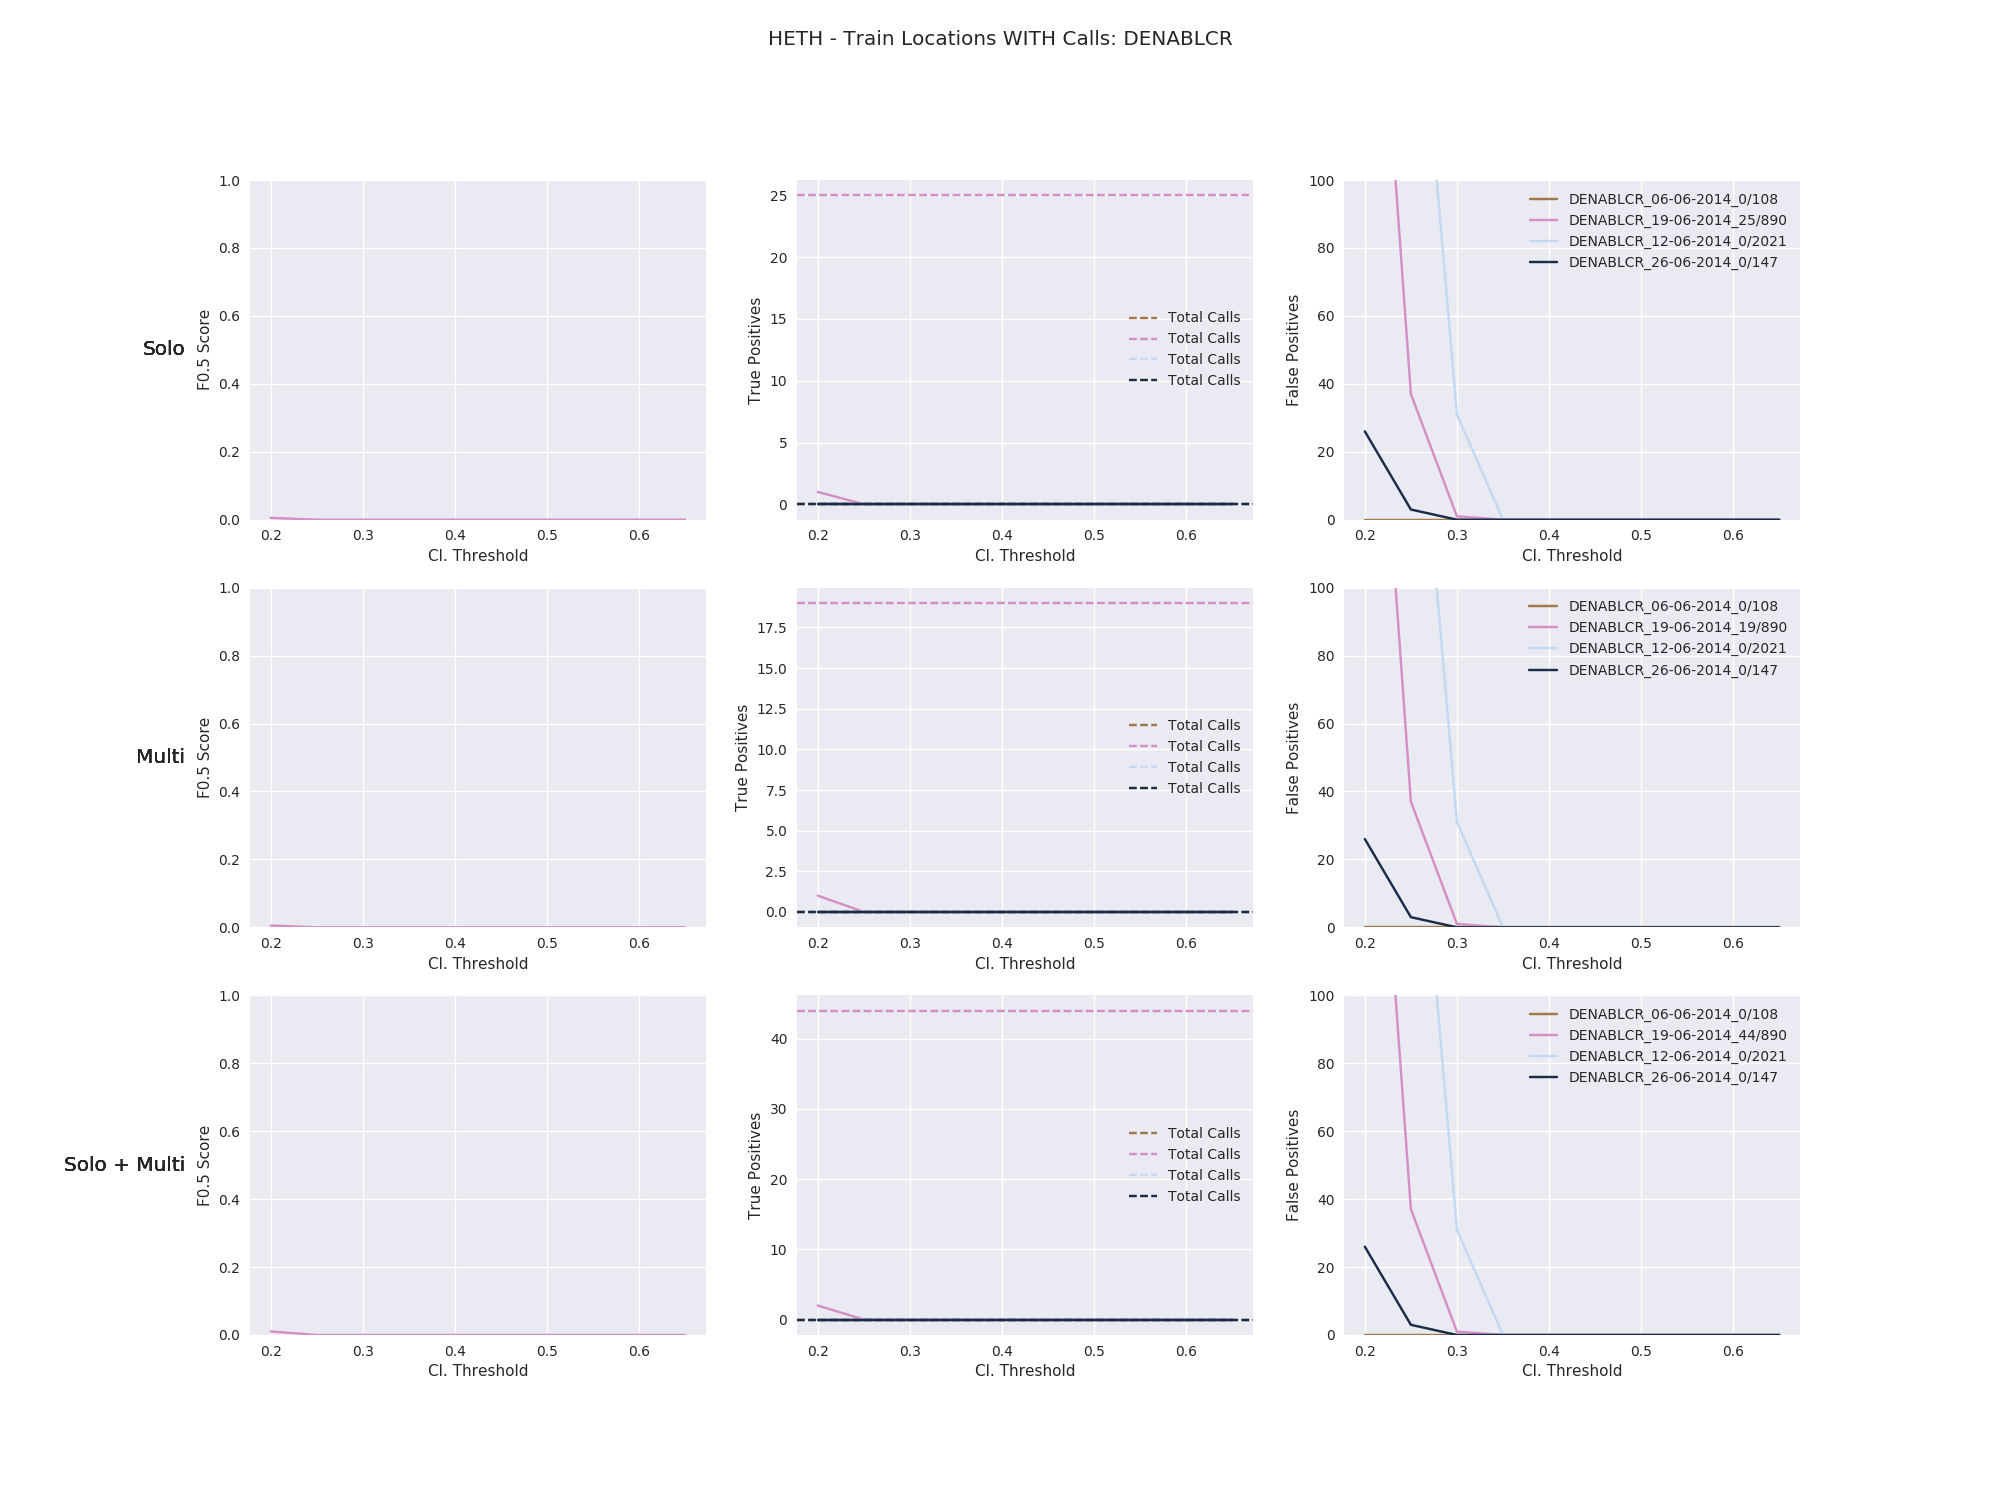 HETH - Train Locations WITH Calls: DENABLCR
Solo
F0.5 Score
1.0
0.8
0.6
0.4
0.2
0.0
0.2 0.3 0.4 0.5 0.6
Cl. Threshold
True Positives
25
20
15
10
5
0
Total Calls
Total Calls
Total Calls
Total Calls
0.2 0.3 0.4 0.5 0.6
Cl. Threshold
False Positives
100
80
60
40
20
0
DENABLCR_06-06-2014_0/108
DENABLCR_19-06-2014_25/890
DENABLCR_12-06-2014_0/2021
DENABLCR_26-06-2014_0/147
0.2 0.3 0.4 0.5 0.6
Cl. Threshold
Multi
F0.5 Score
1.0
0.8
0.6
0.4
0.2
0.0
0.2 0.3 0.4 0.5 0.6
Cl. Threshold
True Positives
17.5
15.0
12.5
10.0
7.5
5.0
2.5
0.0
Total Calls
Total Calls
Total Calls
Total Calls
0.2 0.3 0.4 0.5 0.6
Cl. Threshold
False Positives
100
80
60
40
20
0
DENABLCR_06-06-2014_0/108
DENABLCR_19-06-2014_19/890
DENABLCR_12-06-2014_0/2021
DENABLCR_26-06-2014_0/147
0.2 0.3 0.4 0.5 0.6
Cl. Threshold
Solo + Multi
F0.5 Score
1.0
0.8
0.6
0.4
0.2
0.0
0.2 0.3 0.4 0.5 0.6
Cl. Threshold
True Positives
40
30
20
10
0
Total Calls
Total Calls
Total Calls
Total Calls
0.2 0.3 0.4 0.5 0.6
Cl. Threshold
False Positives
100
80
60
40
20
0
DENABLCR_06-06-2014_0/108
DENABLCR_19-06-2014_44/890
DENABLCR_12-06-2014_0/2021
DENABLCR_26-06-2014_0/147
0.2 0.3 0.4 0.5 0.6
Cl. Threshold